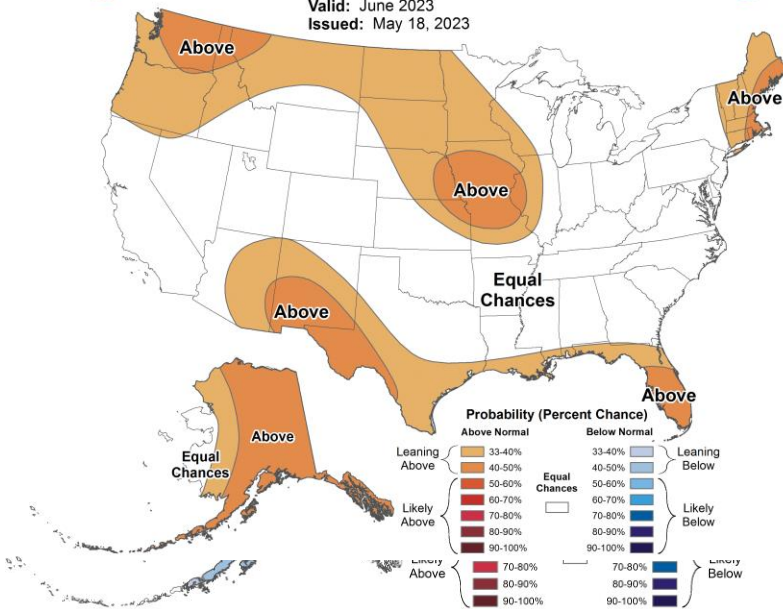 Valid: June 2023
Issued: May 18, 2023
Above
Above
Above
Equal
Chances
Above
Above
Above
Equal
Chances
Probability (Percent Chance)
Above Normal
Below Normal
Leaning
Above
33-40%
40-50%
Likely
Above
50-60%
60-70%
70-80%
80-90%
90-100%
Equal
Chances
33-40%
40-50%
Leaning
Below
50-60%
60-70%
70-80%
80-90%
90-100%
Likely
Below
Likely
Above
70-80%
80-90%
90-100%
70-80%
80-90%
90-100%
Likely
Below